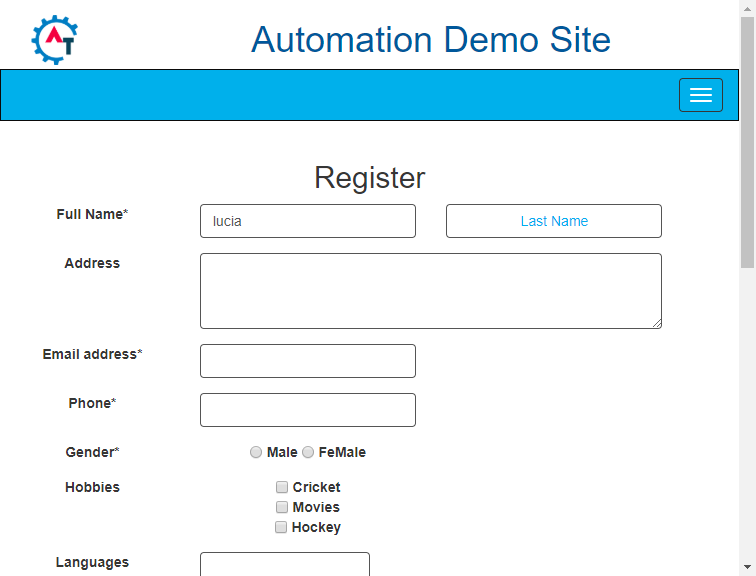 AT
Automation Demo Site
Register
Full Name*
lucia
Last Name
Address
Email address*
Phone*
Gender*
Male
FeMale
Hobbies
Cricket
Movies
Hockey
Languages